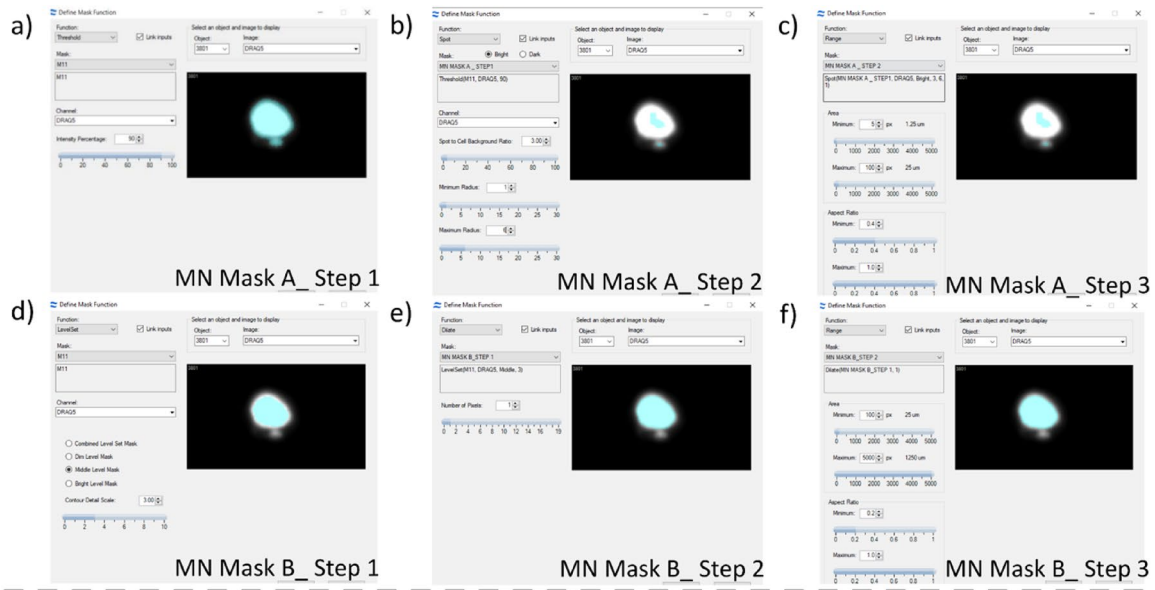 a)
Define Mask Function
Function:
Threshold
Link inputs
Select an object and image to display
Object:
Image:
3801
DRAQ5
Mask:
M11
M11
3801
Channel:
DRAQ5
Intensity Percentage:
90
0 20 40 60 80 100
MN Mask A_ Step 1
b)
Define Mask Function
Function:
Spot
Link inputs
Select an object and image to display
Object:
Image:
3801
DRAQ5
Mask:
Bright
Dark
MN MASK A _ STEP1
Threshold(M11, DRAQ5, 90)
Channel
DRAQ5
Spot to Cell Background Ratio:
3.00
0 20 40 60 80 100
Minimum Radius:
1
0 5 10 15 20 25 30
Maximum Radius:
6
0 5 10 15 20 25 30
MN Mask A_ Step 2
c)
Define Mask Function
Function:
Range
Link inputs
Select an object and image to display
Object:
Image:
3801
DRAQ5
Mask:
MN MASK A _ STEP 2
Spot(MN MASK A _ STEP1, DRAQ5, Bright, 3, 6,
1)
Area
Minimum: 5 px 1.25 um
0 1000 2000 3000 4000 5000
Maximum: 100 px 25 um
0 1000 2000 3000 4000 5000
Aspect Ratio
Minimum: 0.4
0 0.2 0.4 0.6 0.8 1
Maximum: 1.0
0 0.2 0.4 0.6 0.8 1
MN Mask A_ Step 3
d)
Define Mask Function
Function:
LevelSet
Link inputs
Select an object and image to display
Object:
Image:
3801
DRAQ5
Mask:
M11
M11
3801
Channel:
DRAQ5
Combined Level Set Mask
Dim Level Mask
Middle Level Mask
Bright Level Mask
Contour Detail Scale:
3.00
0 2 4 6 8 10
MN Mask B_ Step 1
e)
Define Mask Function
Function:
Dilate
Link inputs
Select an object and image to display
Object:
Image:
3801
DRAQ5
Mask:
MN MASK B_STEP 1
LevelSet(M11, DRAQ5, Middle, 3)
3801
Number of Pixels:
1
0 2 4 6 8 10 12 14 16 19
MN Mask B_ Step 2
f)
Define Mask Function
Function:
Range
Link inputs
Select an object and image to display
Object:
Image:
3801
DRAQ5
Mask:
MN MASK B_STEP 2
Dilate(MN MASK B_STEP 1, 1)
3801
Area
Minimum: 100 px 25 um
0 1000 2000 3000 4000 5000
Maximum: 5000 px 1250 um
0 1000 2000 3000 4000 5000
Aspect Ratio
Minimum: 0.2
0 0.2 0.4 0.6 0.8 1
Maximum: 1.0
0 0.2 0.4 0.6 0.8 1
MN Mask B_ Step 3